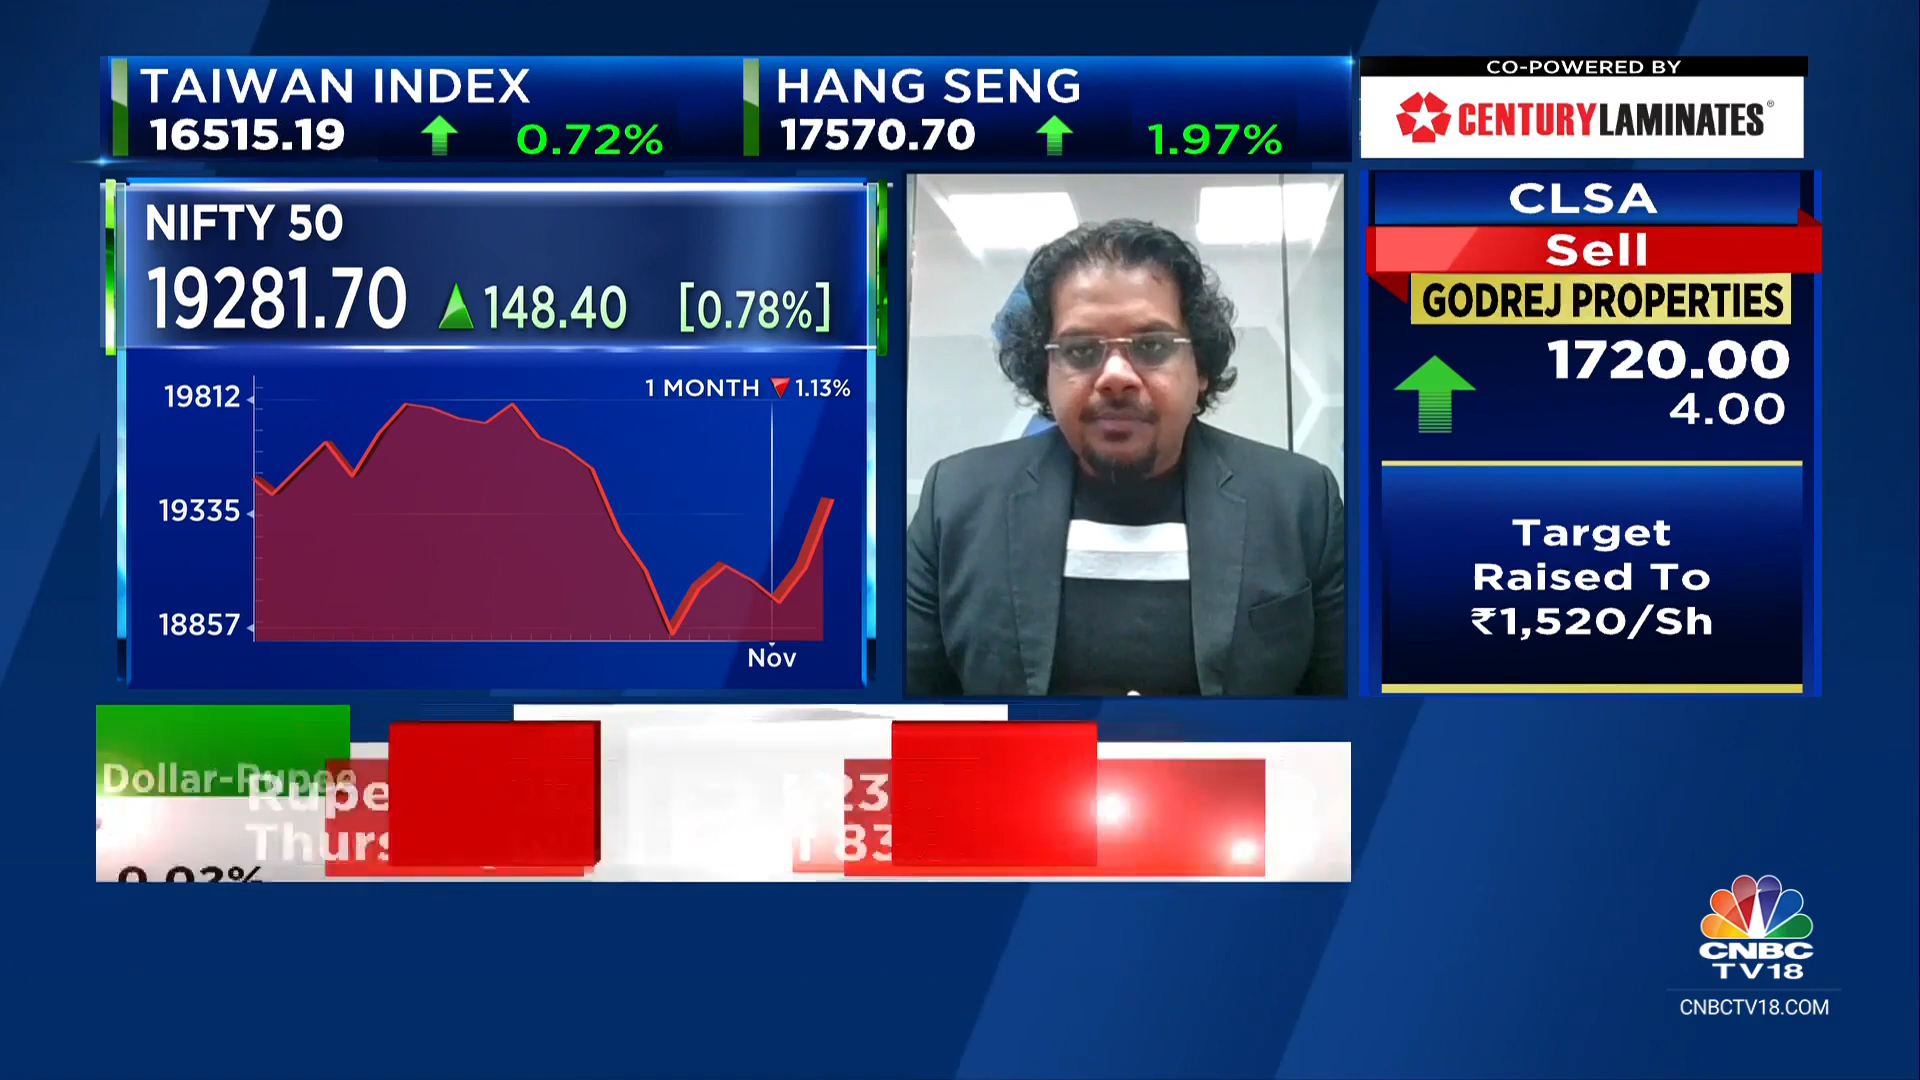 TAIWAN INDEX
16515.19 0.72%
HANG SENG
17570.70 1.97%
CO-POWERED BY
CENTURYLAMINATES®
NIFTY 50
19281.70 148.40 [0.78%]
1 MONTH 1.13%
19812
19335
18857
Nov
CLSA
Sell
GODREJ PROPERTIES
1720.00
4.00
Target
Raised To
₹1,520/Sh
Dollar-Rupee
CNBC
TV18
CNBCTV18.COM